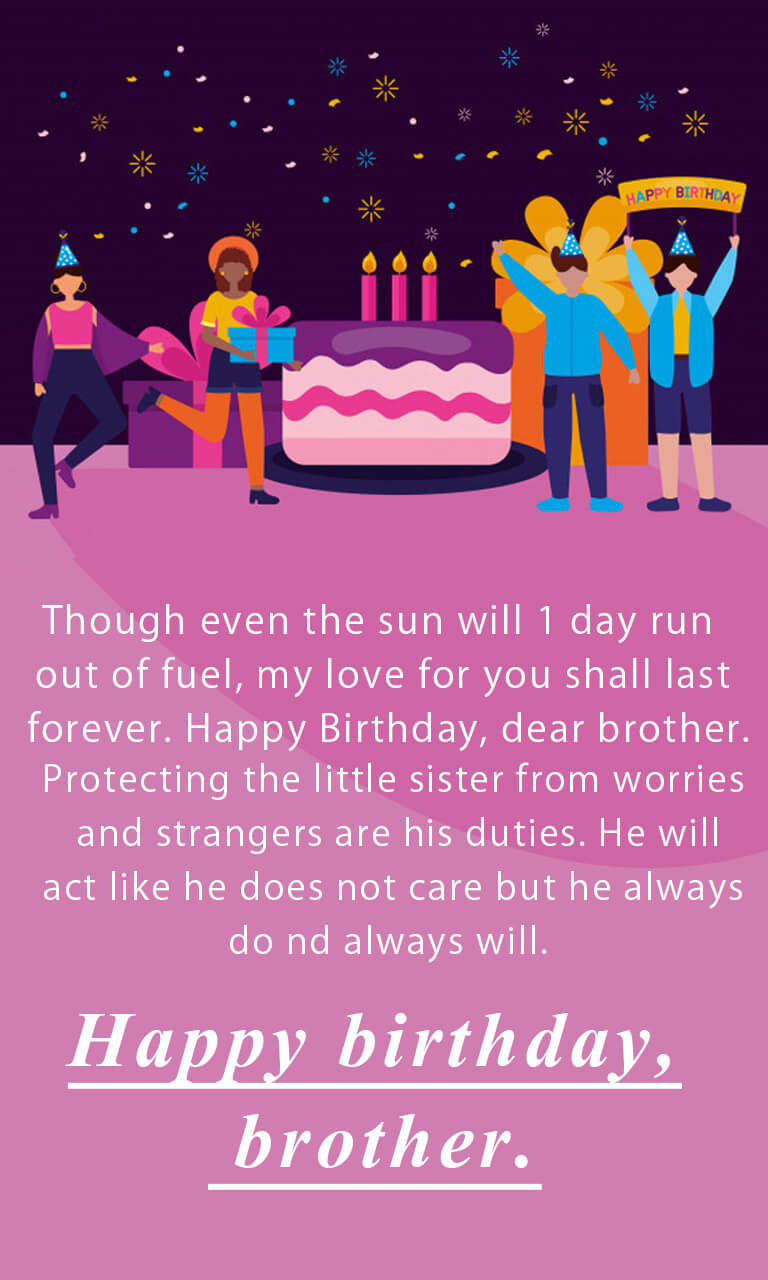 HAPPY BIRTHDAY
Though even the sun will 1 day run
out of fuel, my love for you shall last
forever. Happy Birthday, dear brother.
Protecting the little sister from worries
and strangers are his duties. He will
act like he does not care but he always
do nd always will.
Happy birthday,
brother.